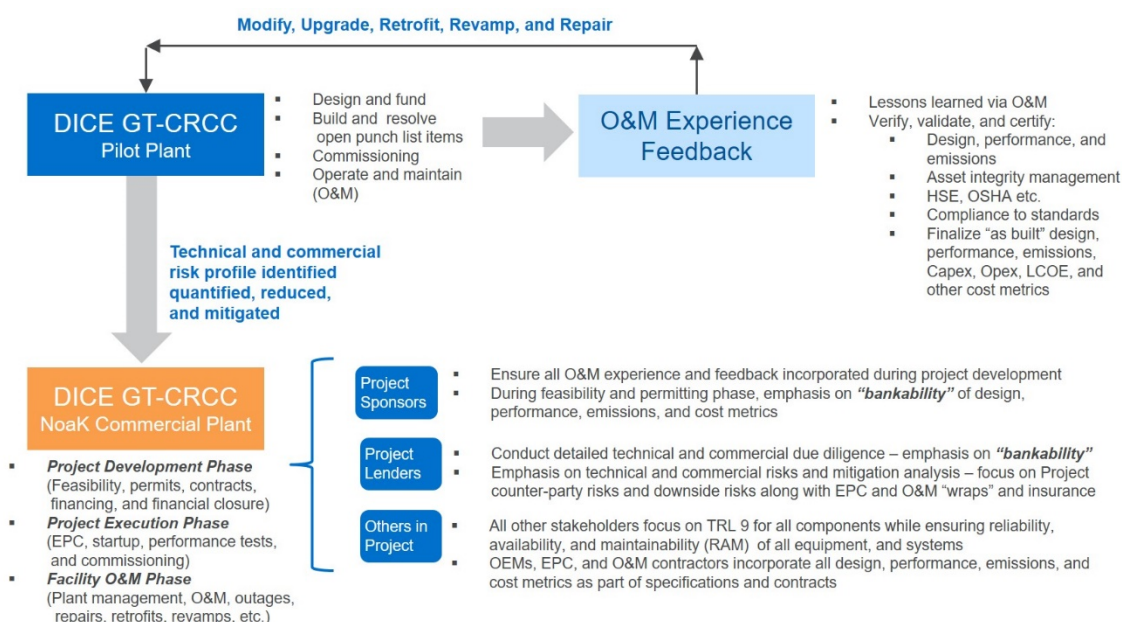 Modify, Upgrade, Retrofit, Revamp, and Repair
DICE GT-CRCC
Pilot Plant
▪ Design and fund
▪ Build and resolve
open punch list items
▪ Commissioning
▪ Operate and maintain
(O&M)
O&M Experience
Feedback
▪ Lessons learned via O&M
▪ Verify, validate, and certify:
▪ Design, performance, and
emissions
▪ Asset integrity management
▪ HSE, OSHA etc.
▪ Compliance to standards
▪ Finalize “as built” design,
performance, emissions,
Capex, Opex, LCOE, and
other cost metrics
Technical and commercial
risk profile identified
quantified, reduced,
and mitigated
DICE GT-CRCC
NoaK Commercial Plant
▪ Project Development Phase
(Feasibility, permits, contracts,
financing, and financial closure)
▪ Project Execution Phase
(EPC, startup, performance tests,
and commissioning)
▪ Facility O&M Phase
(Plant management, O&M, outages,
repairs, retrofits, revamps, etc.)
Project
Sponsors
▪ Ensure all O&M experience and feedback incorporated during project development
▪ During feasibility and permitting phase, emphasis on “bankability” of design,
performance, emissions, and cost metrics
Project
Lenders
▪ Conduct detailed technical and commercial due diligence – emphasis on “bankability”
▪ Emphasis on technical and commercial risks and mitigation analysis – focus on Project
counter-party risks and downside risks along with EPC and O&M “wraps” and insurance
Others in
Project
▪ All other stakeholders focus on TRL 9 for all components while ensuring reliability,
availability, and maintainability (RAM) of all equipment, and systems
▪ OEMs, EPC, and O&M contractors incorporate all design, performance, emissions, and
cost metrics as part of specifications and contracts